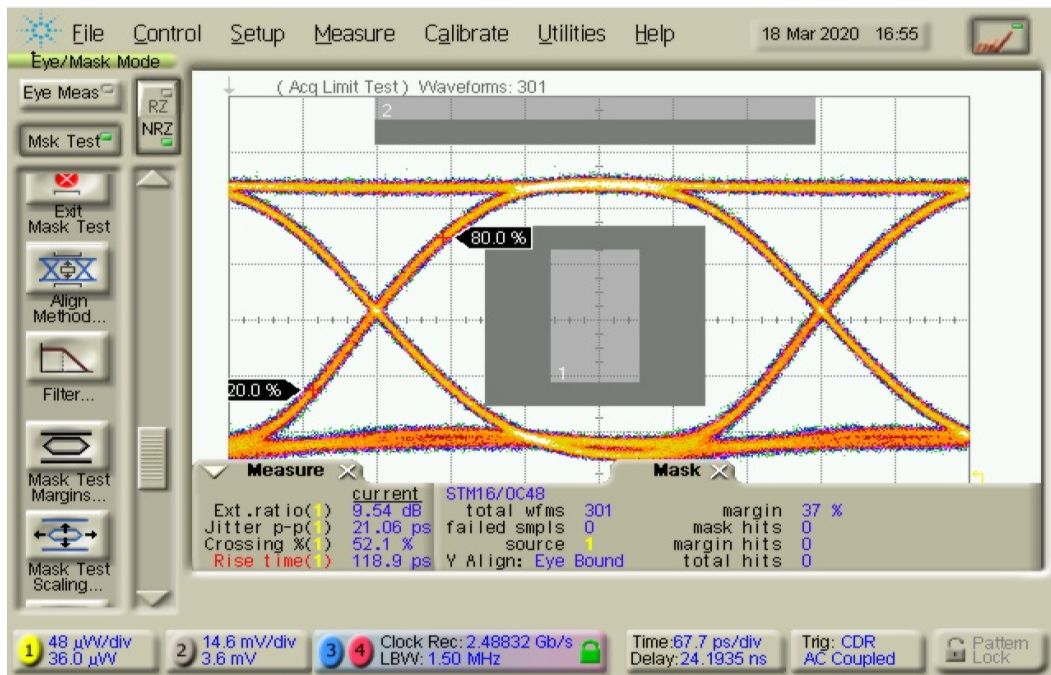 File Control Setup Measure Calibrate Utilities Help 18 Mar 2020 16:55
Eye/Mask Mode
Eye Meas
RZ
NRZ
Msk Test
Exit
Mask Test
Align
Method...
Filter...
Mask Test
Margins...
Mask Test
Scaling...
( Acq Limit Test ) Waveforms: 301
2
80.0 %
1
20.0 %
Measure
current
Ext.ratio(1) 9.54 dB
Jitter p-p(1) 21.06 ps
Crossing %(1) 52.1 %
Rise time(1) 118.9 ps
Mask
STM16/OC48
total wfms 301 margin 37 %
failed smpls 0 mask hits 0
source 1 margin hits 0
Y Align: Eye Bound total hits 0
1 48 µW/div
36.0 µW
2 14.6 mV/div
3.6 mV
3 4 Clock Rec: 2.48832 Gb/s
LBW: 1.50 MHz
Time:67.7 ps/div
Delay:24.1935 ns
Trig: CDR
AC Coupled
Pattern
Lock